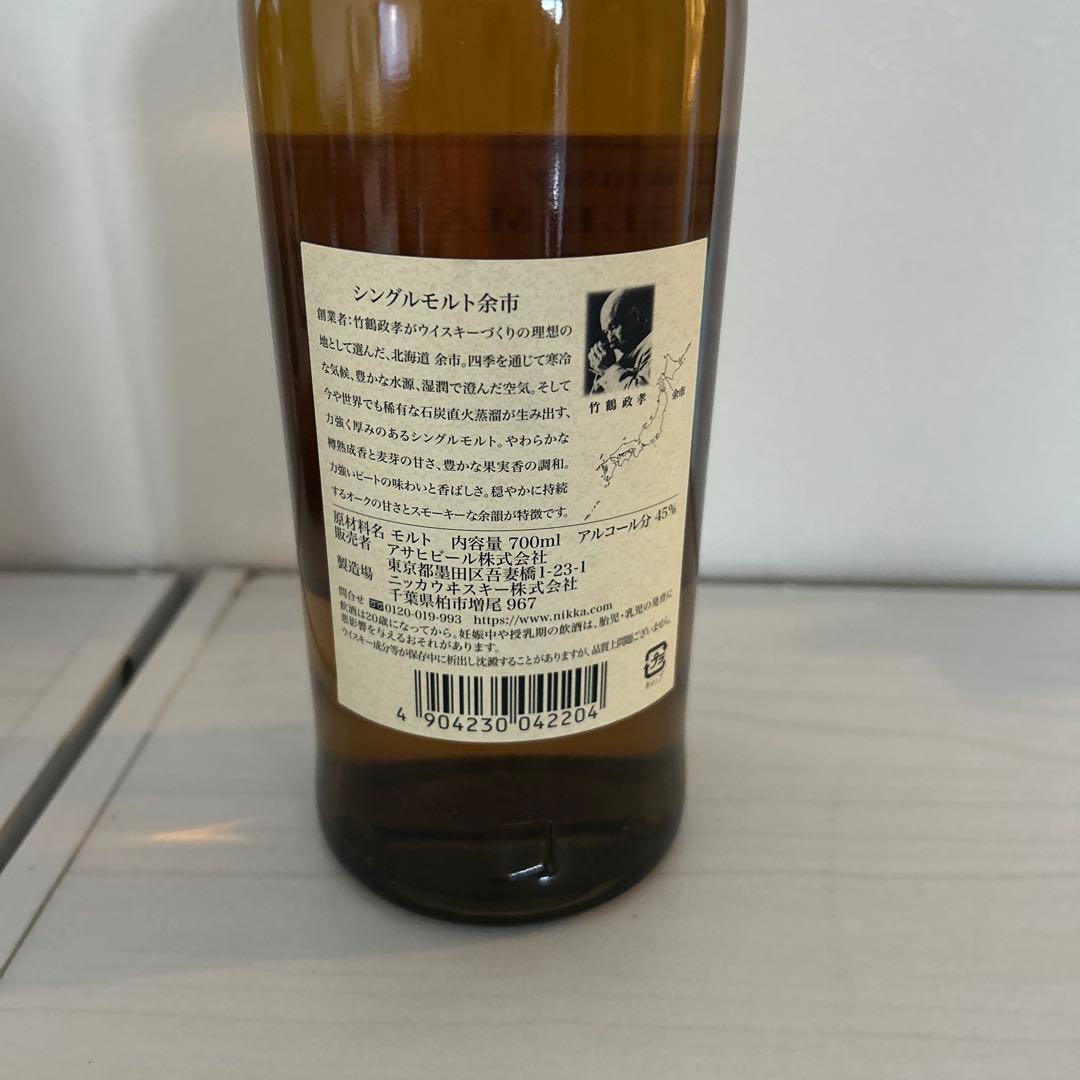 シングルモルト余市
創業者:竹鶴政孝がウイスキーづくりの理想の
地として選んだ、北海道 余市。四季を通じて寒冷
な気候、豊かな水源、湿潤で澄んだ空気。そして
今や世界でも稀有な石炭直火蒸溜が生み出す、
力強く厚みのあるシングルモルト。やわらかな
樽熟成香と麦芽の甘さ、豊かな果実香の調和。
力強いピートの味わいと香ばしさ。穏やかに持続
するオークの甘さとスモーキーな余韻が特徴です。
竹鶴政孝
余市
原材料名 モルト 内容量 700ml アルコール分 45%
販売者 アサヒビール株式会社
東京都墨田区吾妻橋1-23-1
製造場 ニッカウヰスキー株式会社
千葉県柏市増尾 967
問合せ 0120-019-993 https://www.nikka.com
飲酒は20歳になってから。妊娠中や授乳期の飲酒は、胎児・乳児の発育に
悪影響を与えるおそれがあります。
ウイスキー成分等が保存中に析出し沈澱することがありますが、品質上問題ございません。
プラ
キャップ
4 904230 042204